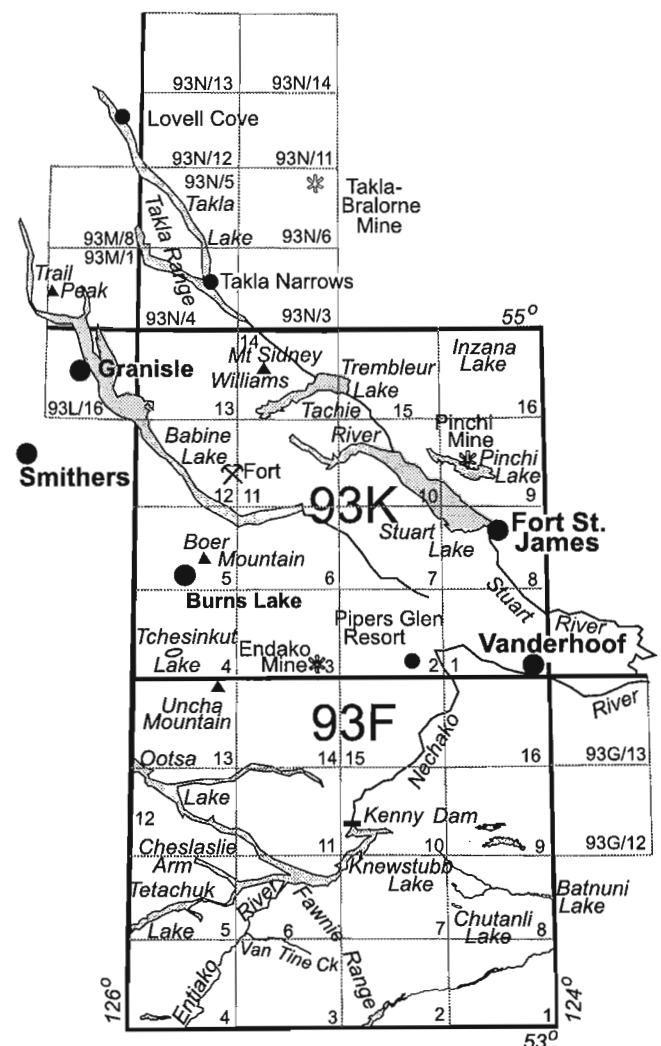 93N/13
93N/14
Lovell Cove
93N/12
93N/11
93N/5
Takla-
Bralorne
Mine
Takla
Lake
Takla Range
93M/8
93N/6
93M/1
Trail
Peak
Takla Narrows
93N/4
93N/3
55°
14
Mt Sidney
Williams
Inzana
Lake
Granisle
Trembleur
Lake
93L/16
13
Tachie
15
16
River
Pinchi
Mine
Babine
Lake
Pinchi
Lake
Smithers
Fort
12
11
93K
10
9
Stuart
Lake
Fort St.
James
Boer
Mountain
5
6
7
8
Stuart
River
Burns Lake
Pipers Glen
Resort
Vanderhoof
Tchesinkut
Lake
4
Endako
Mine
3
2
1
Uncha
Mountain
93F
River
Nechako
Ootsa
13
14
15
16
93G/13
Lake
12
Kenny Dam
Cheslaslie
Arm
11
10
9
93G/12
Knewstubb
Lake
Tetachuk
Lake
River
Fawnie
Range
Batnuni
Lake
Chutanli
Lake
5
6
7
8
Van Tine Ck
Entiako
126°
4
3
2
1
124°
53°